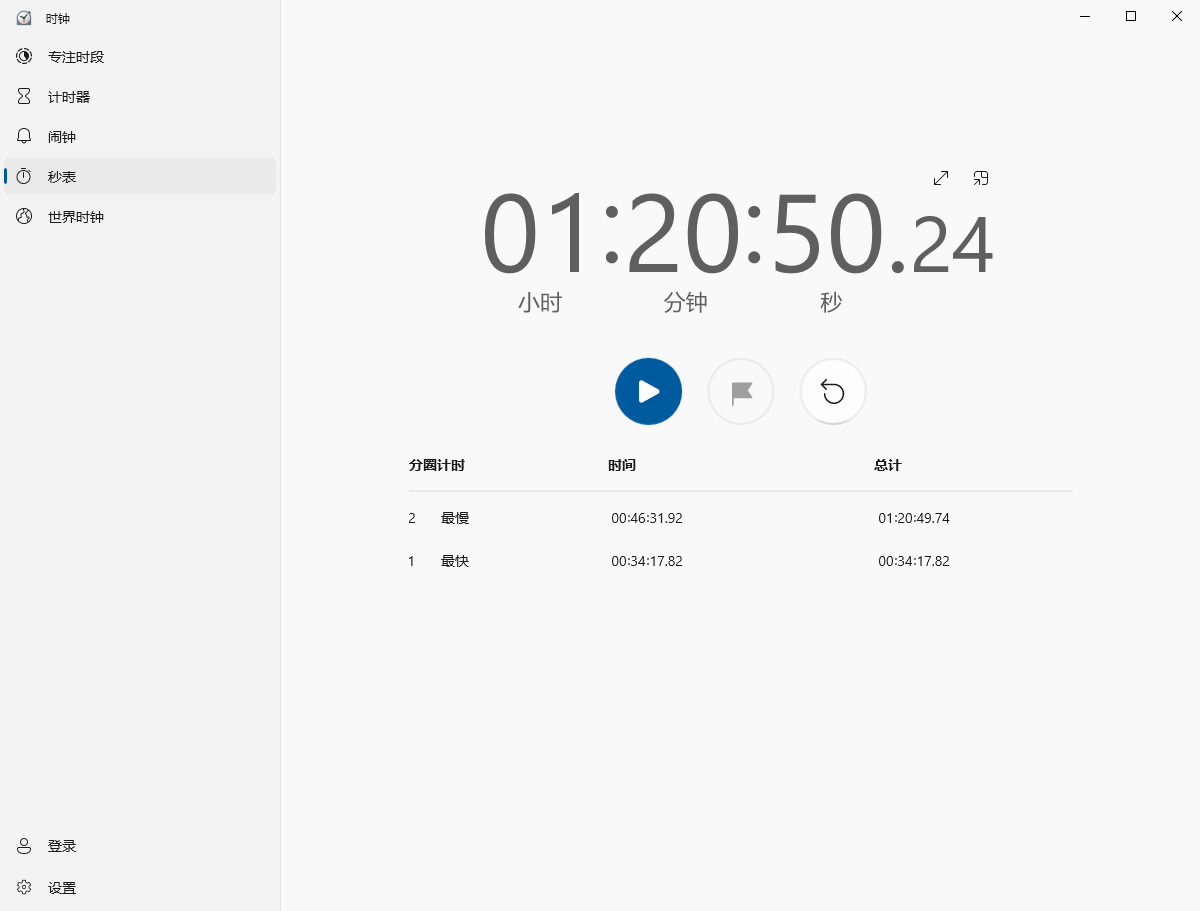 时钟
专注时段
计时器
闹钟
秒表
世界时钟
登录
设置
01:20:50.24
小时 分钟 秒
分圈计时 时间 总计
2 最慢 00:46:31.92 01:20:49.74
1 最快 00:34:17.82 00:34:17.82